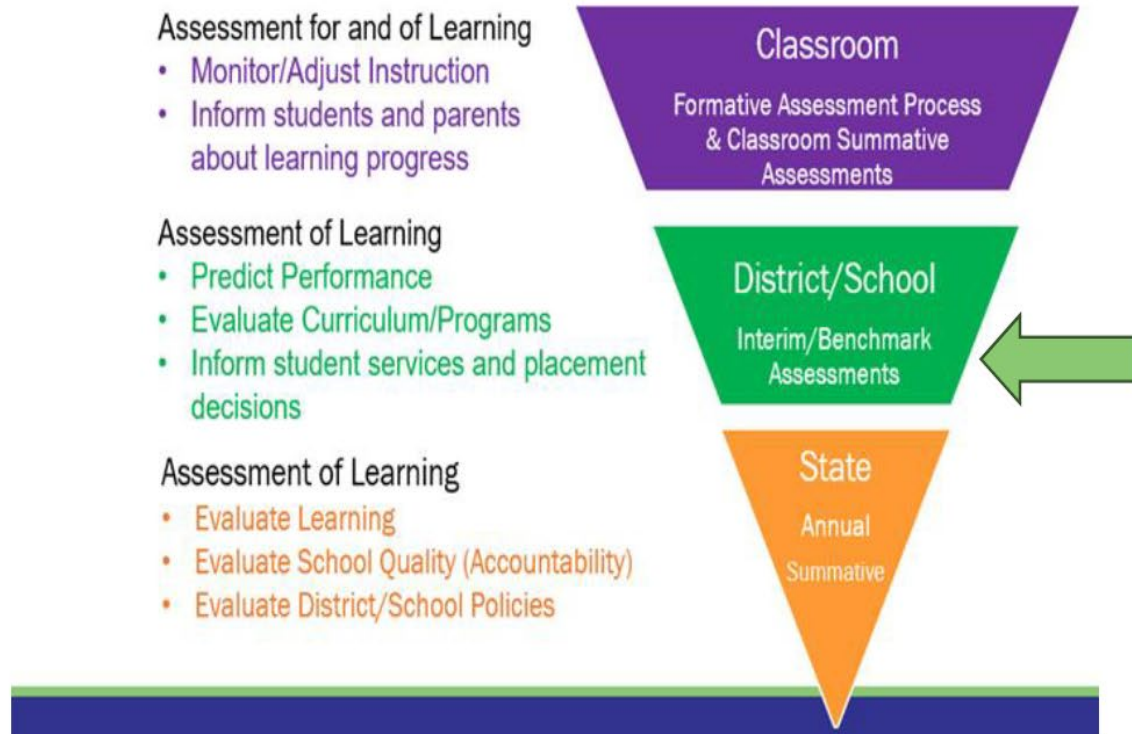 Assessment for and of Learning
• Monitor/Adjust Instruction
• Inform students and parents
about learning progress
Classroom
Formative Assessment Process
& Classroom Summative
Assessments
Assessment of Learning
• Predict Performance
• Evaluate Curriculum/Programs
• Inform student services and placement
decisions
District/School
Interim/Benchmark
Assessments
Assessment of Learning
• Evaluate Learning
• Evaluate School Quality (Accountability)
• Evaluate District/School Policies
State
Annual
Summative